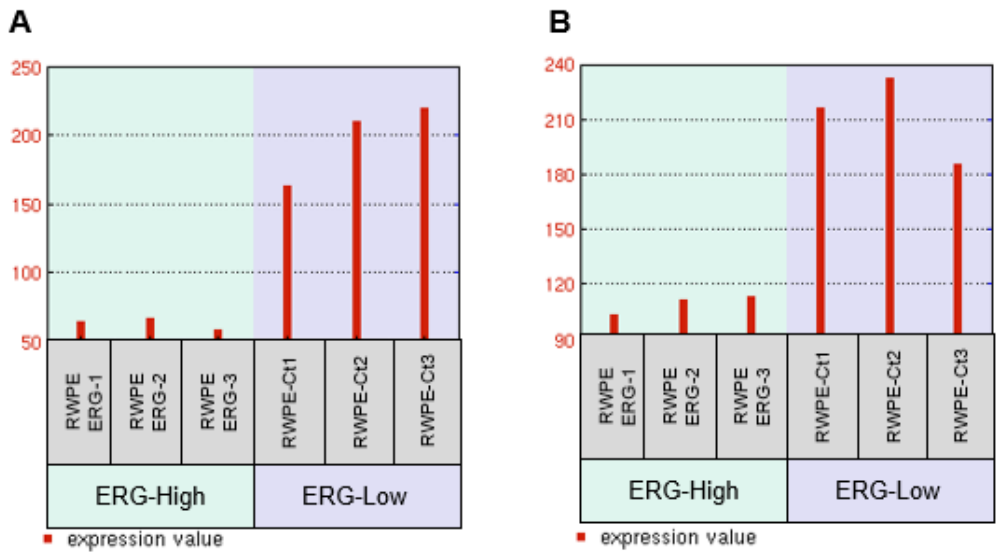 A
250
200
150
100
50
RWPE
ERG-1
RWPE
ERG-2
RWPE
ERG-3
RWPE-Ct1
RWPE-Ct2
RWPE-Ct3
ERG-High
ERG-Low
expression value
B
240
210
180
150
120
90
RWPE
ERG-1
RWPE
ERG-2
RWPE
ERG-3
RWPE-Ct1
RWPE-Ct2
RWPE-Ct3
ERG-High
ERG-Low
expression value